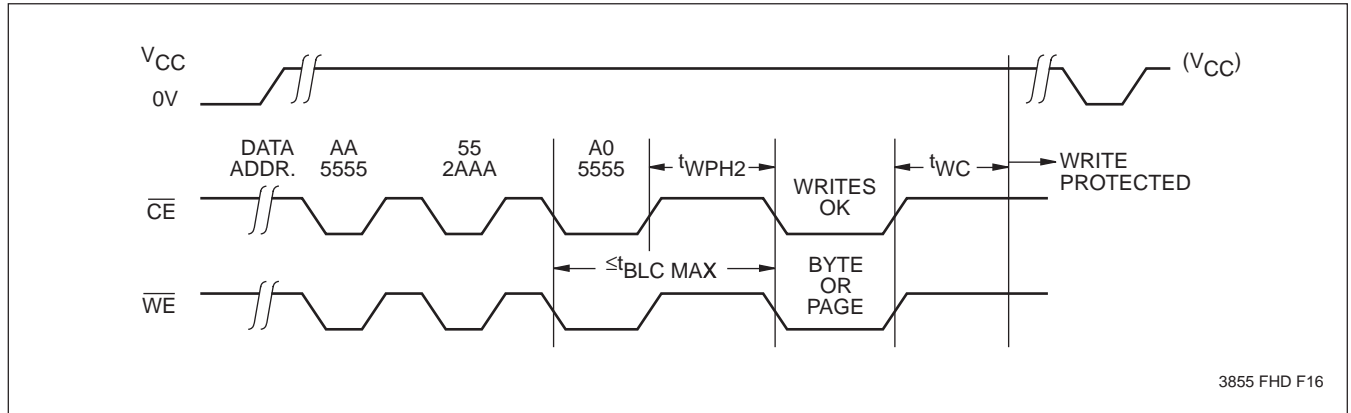 VCC
(VCC)
0V
DATA AA 55 A0
ADDR. 5555 2AAA 5555
tWPH2
tWC
WRITE
PROTECTED
WRITES
OK
CE
≤tBLC MAX
BYTE
OR
PAGE
WE
3855 FHD F16